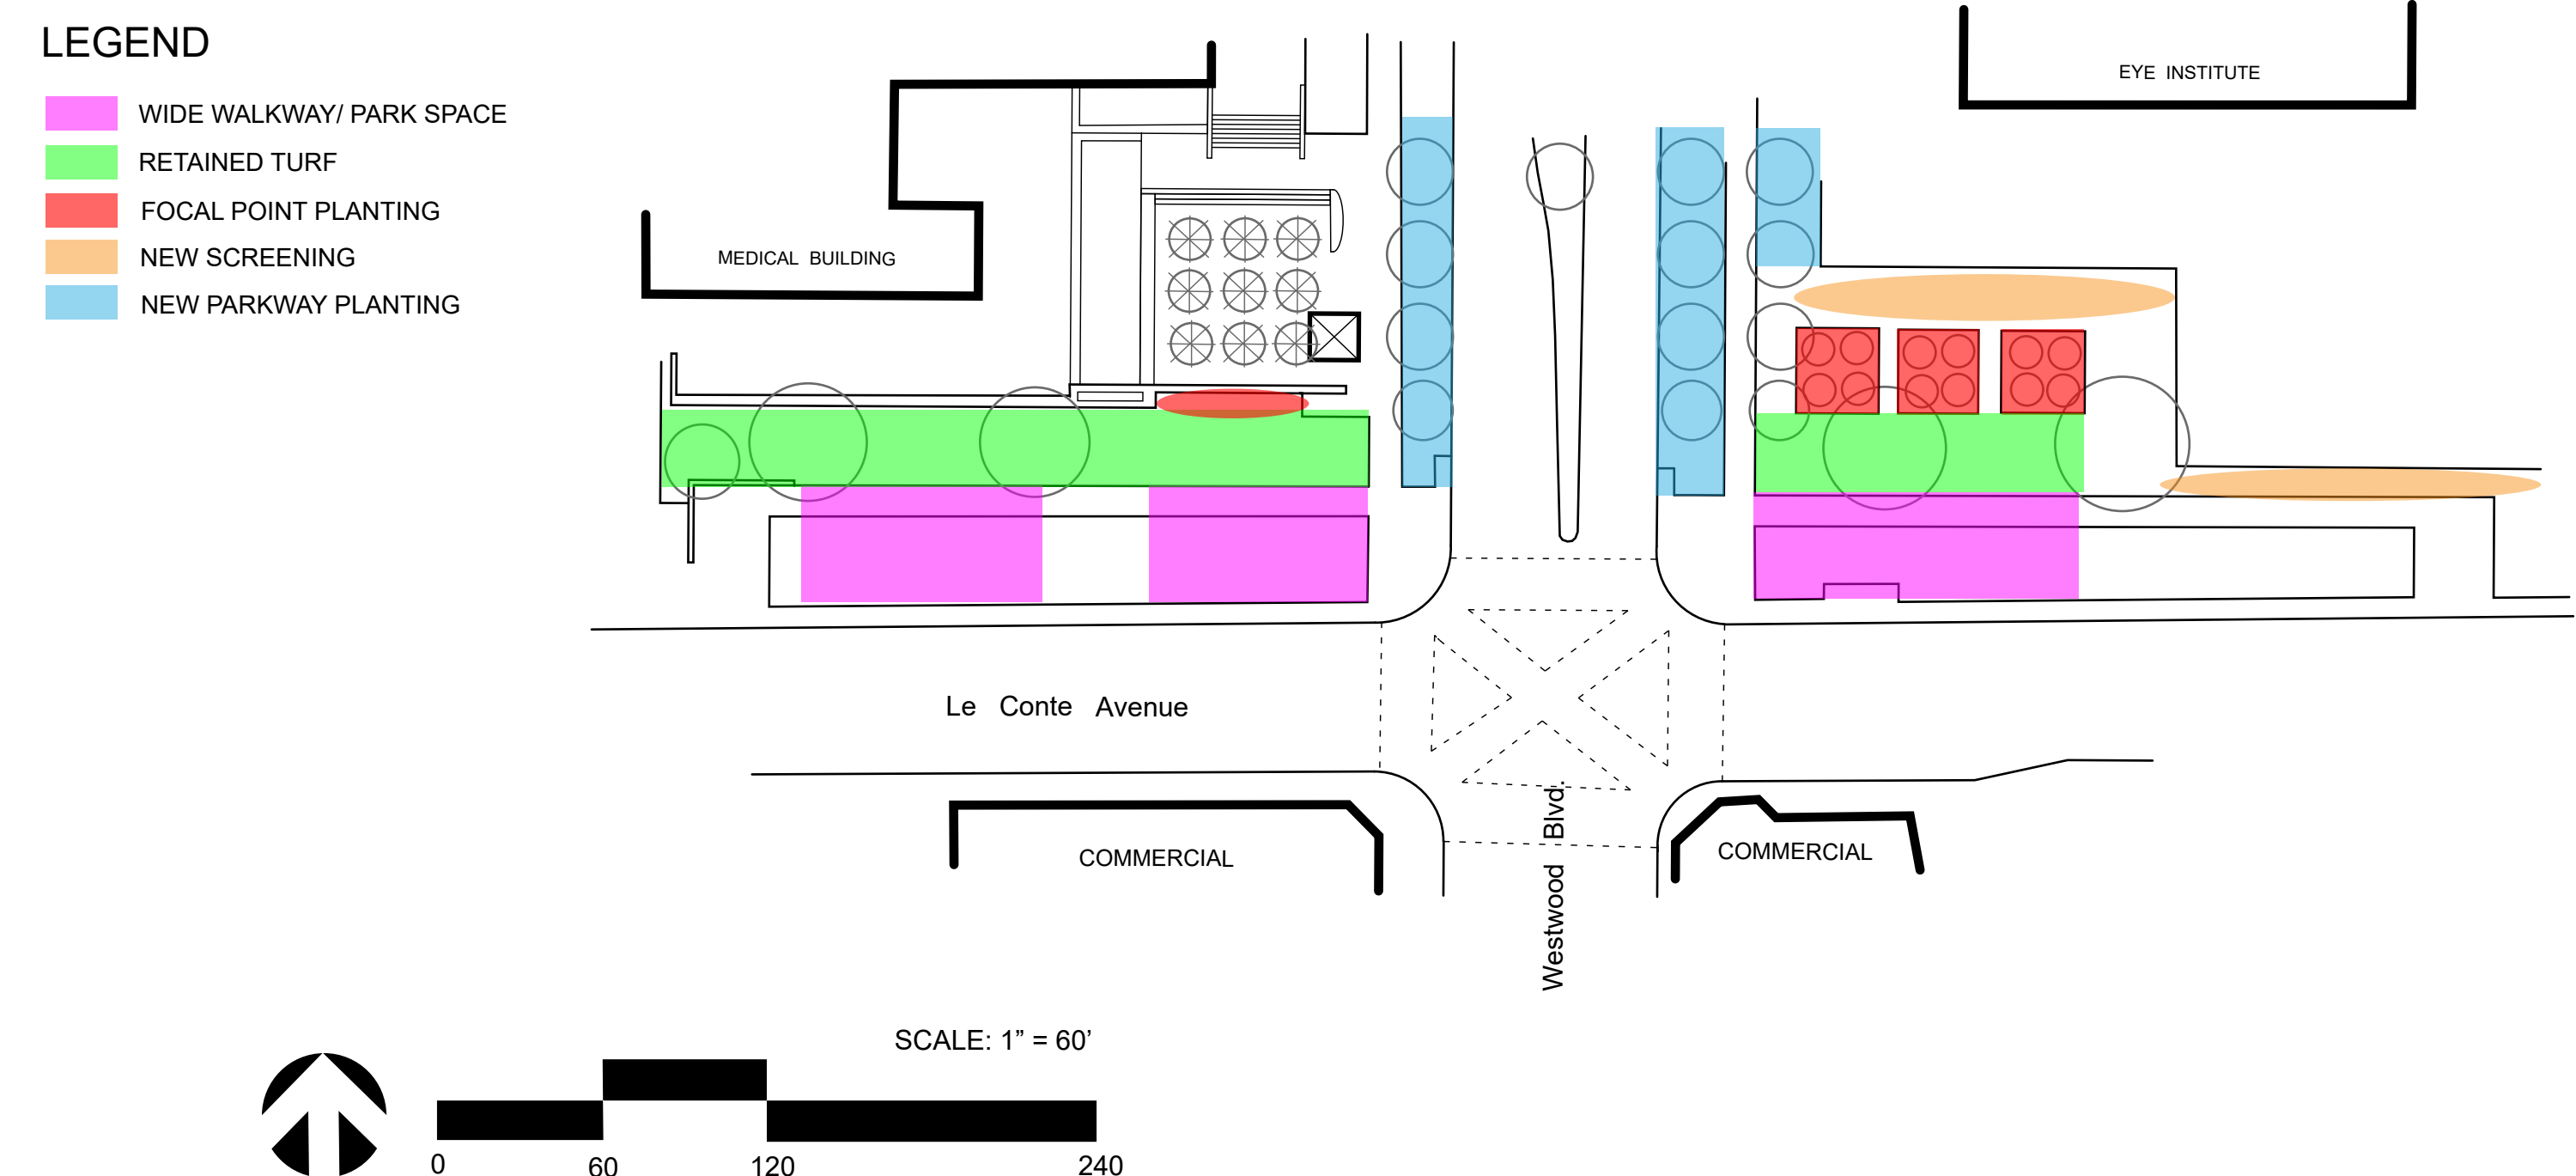 LEGEND
WIDE WALKWAY/ PARK SPACE
RETAINED TURF
FOCAL POINT PLANTING
NEW SCREENING
NEW PARKWAY PLANTING
EYE INSTITUTE
MEDICAL BUILDING
Le Conte Avenue
Westwood Blvd.
COMMERCIAL
COMMERCIAL
SCALE: 1” = 60’
0
60
120
240